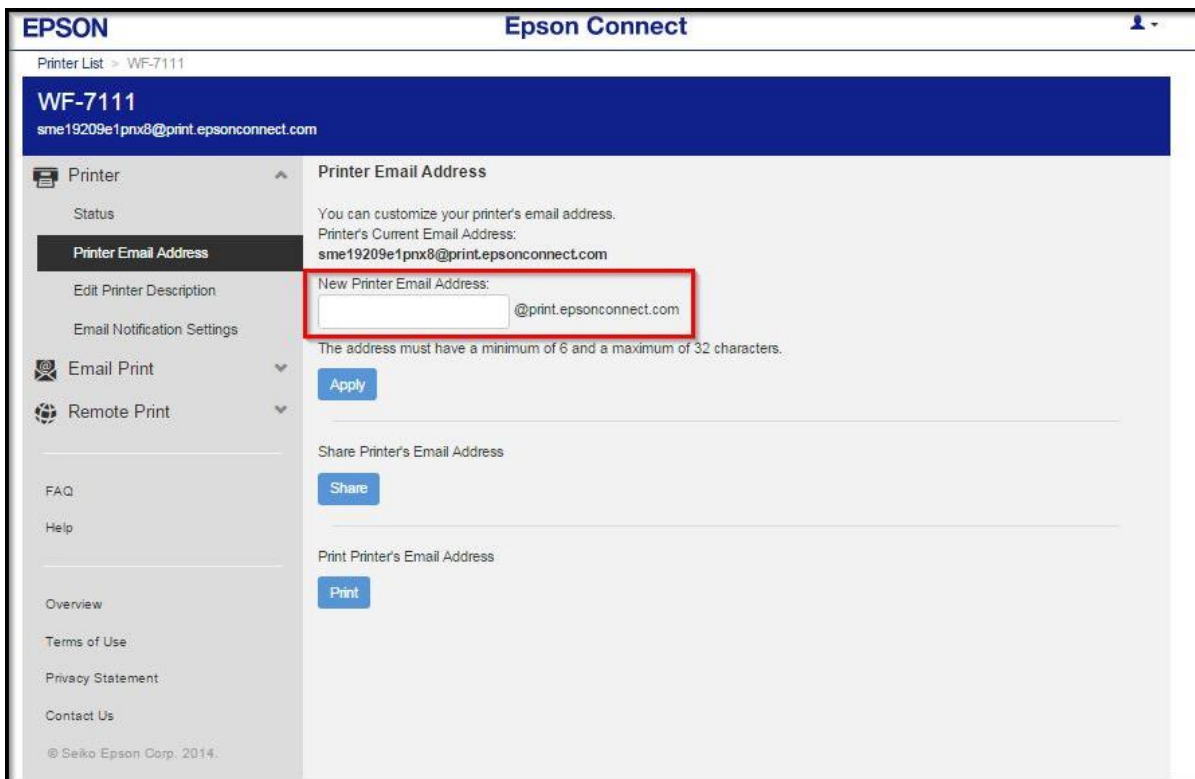 EPSON
Epson Connect
Printer List > WF-7111
WF-7111
sme19209e1pnx8@print.epsonconnect.com
Printer
Status
Printer Email Address
Edit Printer Description
Email Notification Settings
Email Print
Remote Print
FAQ
Help
Overview
Terms of Use
Privacy Statement
Contact Us
© Seiko Epson Corp. 2014.
Printer Email Address
You can customize your printer's email address.
Printer's Current Email Address:
sme19209e1pnx8@print.epsonconnect.com
New Printer Email Address:
@print.epsonconnect.com
The address must have a minimum of 6 and a maximum of 32 characters.
Apply
Share Printer's Email Address
Share
Print Printer's Email Address
Print